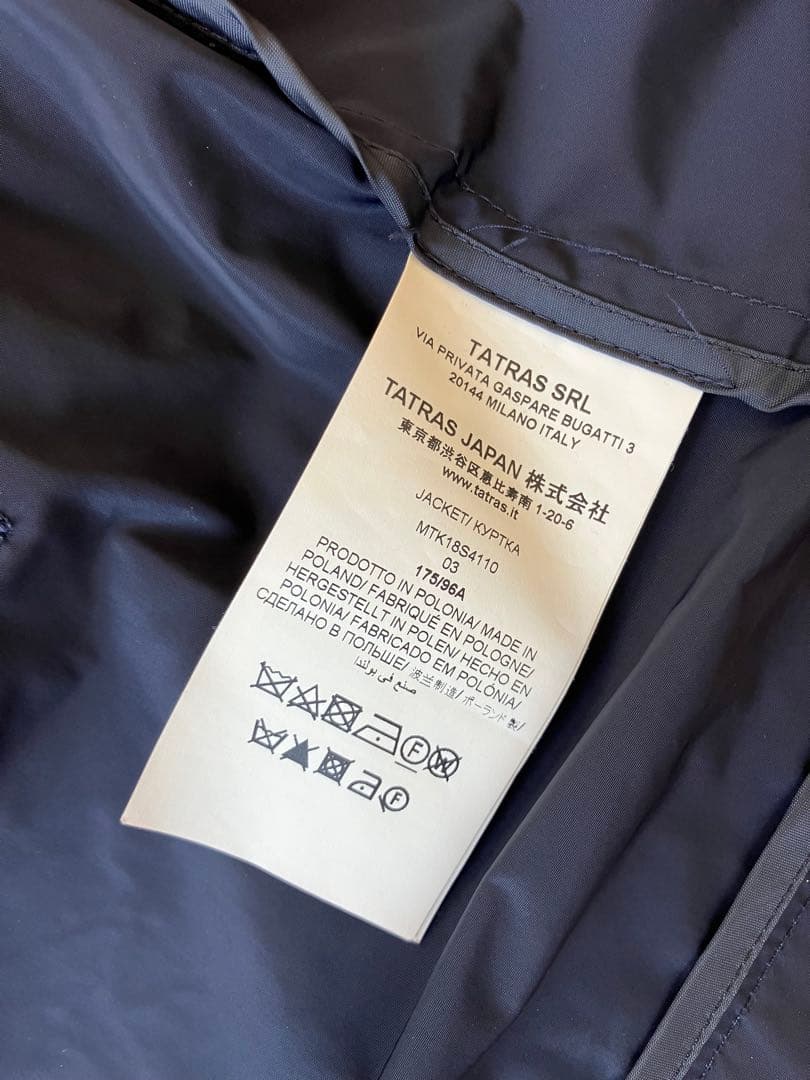 TATRAS SRL
VIA PRIVATA GASPARE BUGATTI 3
20144 MILANO ITALY
TATRAS JAPAN 株式会社
東京都渋谷区恵比寿南 1-20-6
www.tatras.it
JACKET/ КУРТКА
MTK18S4110
03
175/96A
PRODOTTO IN POLONIA/ MADE IN
POLAND/ FABRIQUÉ EN POLOGNE/
HERGESTELLT IN POLEN/ HECHO EN
POLONIA/ FABRICADO EM POLÓNIA/
СДЕЛАНО В ПОЛЬШЕ/ 波兰制造/ ポーランド製/
صنع في بولندا
F W
F